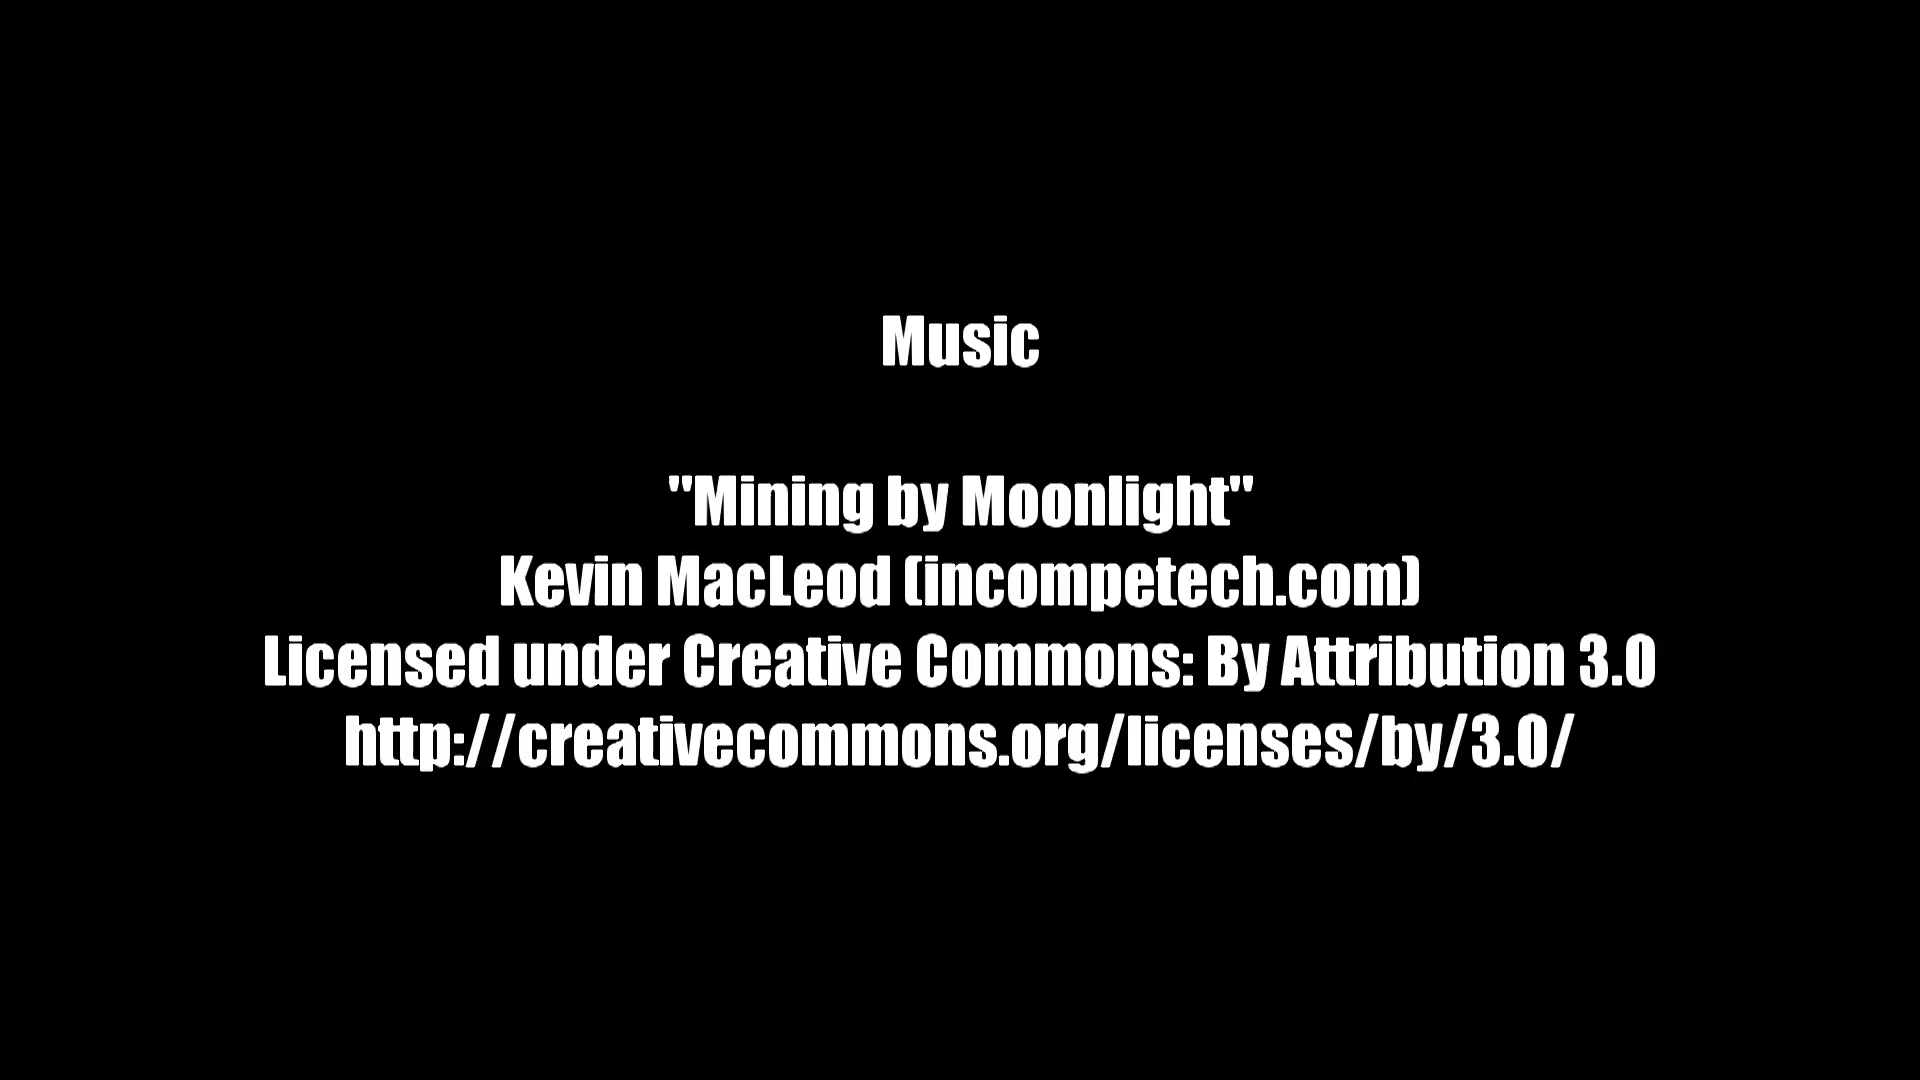 Music
"Mining by Moonlight"
Kevin MacLeod (incompetech.com)
Licensed under Creative Commons: By Attribution 3.0
http://creativecommons.org/licenses/by/3.0/